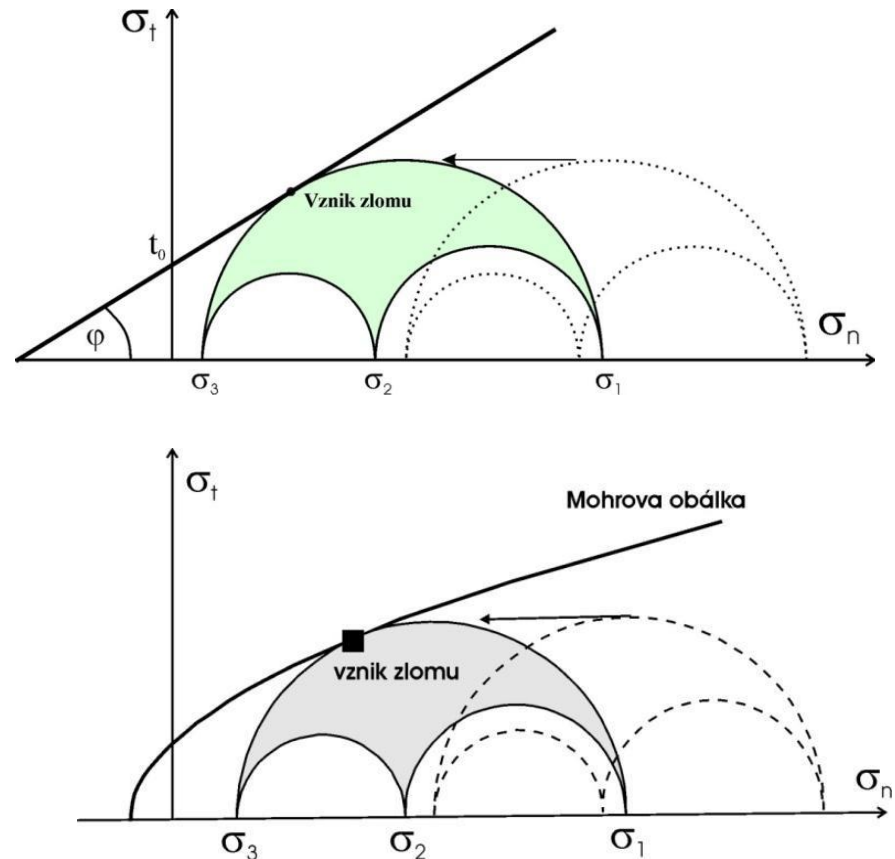 σt
Vznik zlomu
t0
φ
σn
σ3
σ2
σ1
σt
Mohrova obálka
vznik zlomu
σn
σ3
σ2
σ1